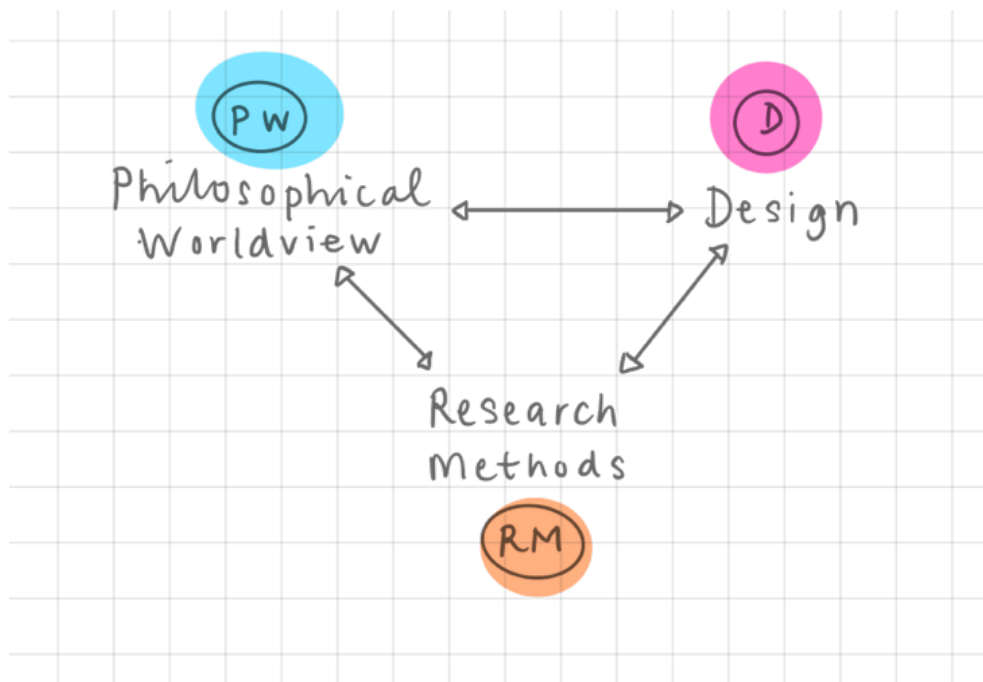 PW
D
Philosophical
Worldview
Design
Research
Methods
RM